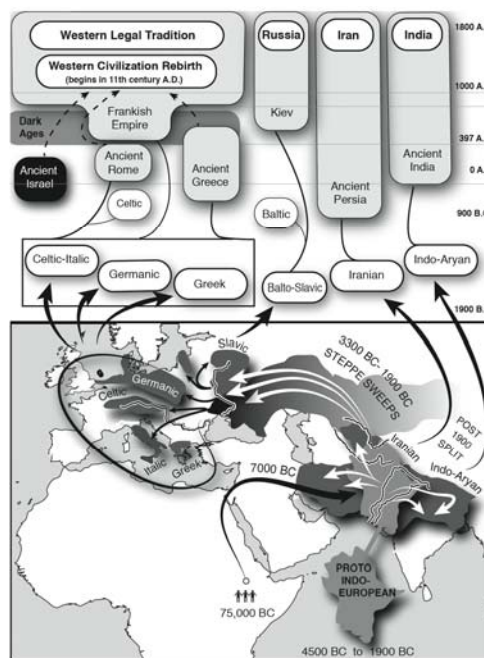 Western Legal Tradition
Western Civilization Rebirth
(begins in 11th century A.D.)
Russia
Iran
India
1800 A.
1000 A.
Dark
Ages
Frankish
Empire
Kiev
397 A.
Ancient
Israel
Ancient
Rome
Ancient
Greece
Ancient
Persia
Ancient
India
0 A.
Celtic
Baltic
900 B.
Celtic-Italic
Germanic
Greek
Balto-Slavic
Iranian
Indo-Aryan
1900 B.
Slavic
Germanic
Celtic
Italic
Greek
3300 BC- 1900 BC
STEPPE SWEEPS
Iranian
POST
1900
SPLIT
Indo-Aryan
7000 BC
75,000 BC
PROTO
INDO-
EUROPEAN
4500 BC to 1900 BC